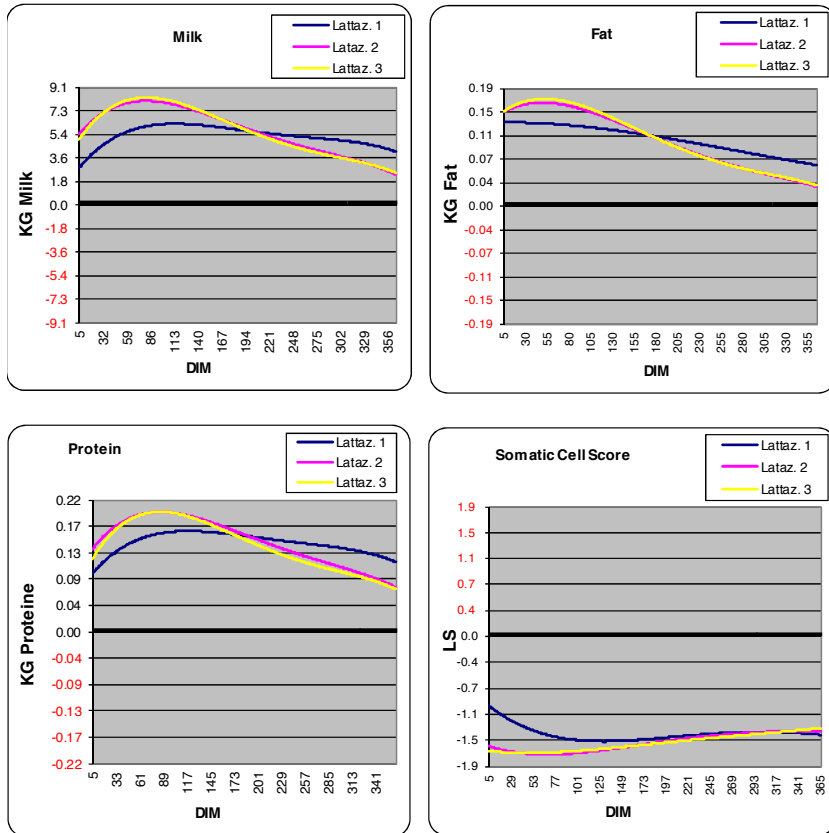 Milk
Lattaz. 1
Lataz. 2
Lattaz. 3
9.1
7.3
5.4
3.6
1.8
0.0
-1.8
-3.6
-5.4
-7.3
-9.1
KG Milk
5 32 59 86 113 140 167 194 221 248 275 302 329 356
DIM
Fat
Lattaz. 1
Lataz. 2
Lattaz. 3
0.19
0.15
0.11
0.07
0.04
0.00
-0.04
-0.07
-0.11
-0.15
-0.19
KG Fat
5 30 55 80 105 130 155 180 205 230 255 280 305 330 355
DIM
Protein
Lattaz. 1
Lataz. 2
Lattaz. 3
0.22
0.17
0.13
0.09
0.04
0.00
-0.04
-0.09
-0.13
-0.17
-0.22
KG Proteine
5 33 61 89 117 145 173 201 229 257 285 313 341
DIM
Somatic Cell Score
Lattaz. 1
Lataz. 2
Lattaz. 3
1.9
1.5
1.1
0.7
0.4
0.0
-0.4
-0.7
-1.1
-1.5
-1.9
LS
5 29 53 77 101 125 149 173 197 221 245 269 293 317 341 365
DIM